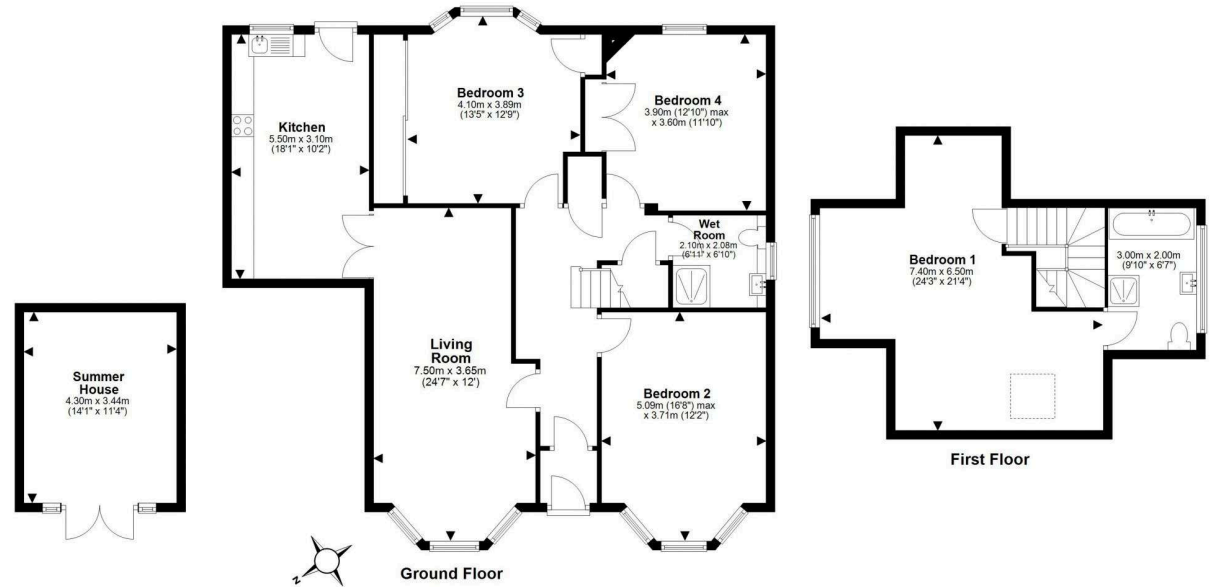 Kitchen
5.50m x 3.10m
(18'1" x 10'2")
Bedroom 3
4.10m x 3.89m
(13'5" x 12'9")
Bedroom 4
3.90m (12'10") max
x 3.60m (11'10")
Wet
Room
2.10m x 2.08m
(6'11" x 6'10")
Living
Room
7.50m x 3.65m
(24'7" x 12')
Bedroom 2
5.09m (16'8") max
x 3.71m (12'2")
Summer
House
4.30m x 3.44m
(14'1" x 11'4")
N
Ground Floor
Bedroom 1
7.40m x 6.50m
(24'3" x 21'4")
3.00m x 2.00m
(9'10" x 6'7")
First Floor